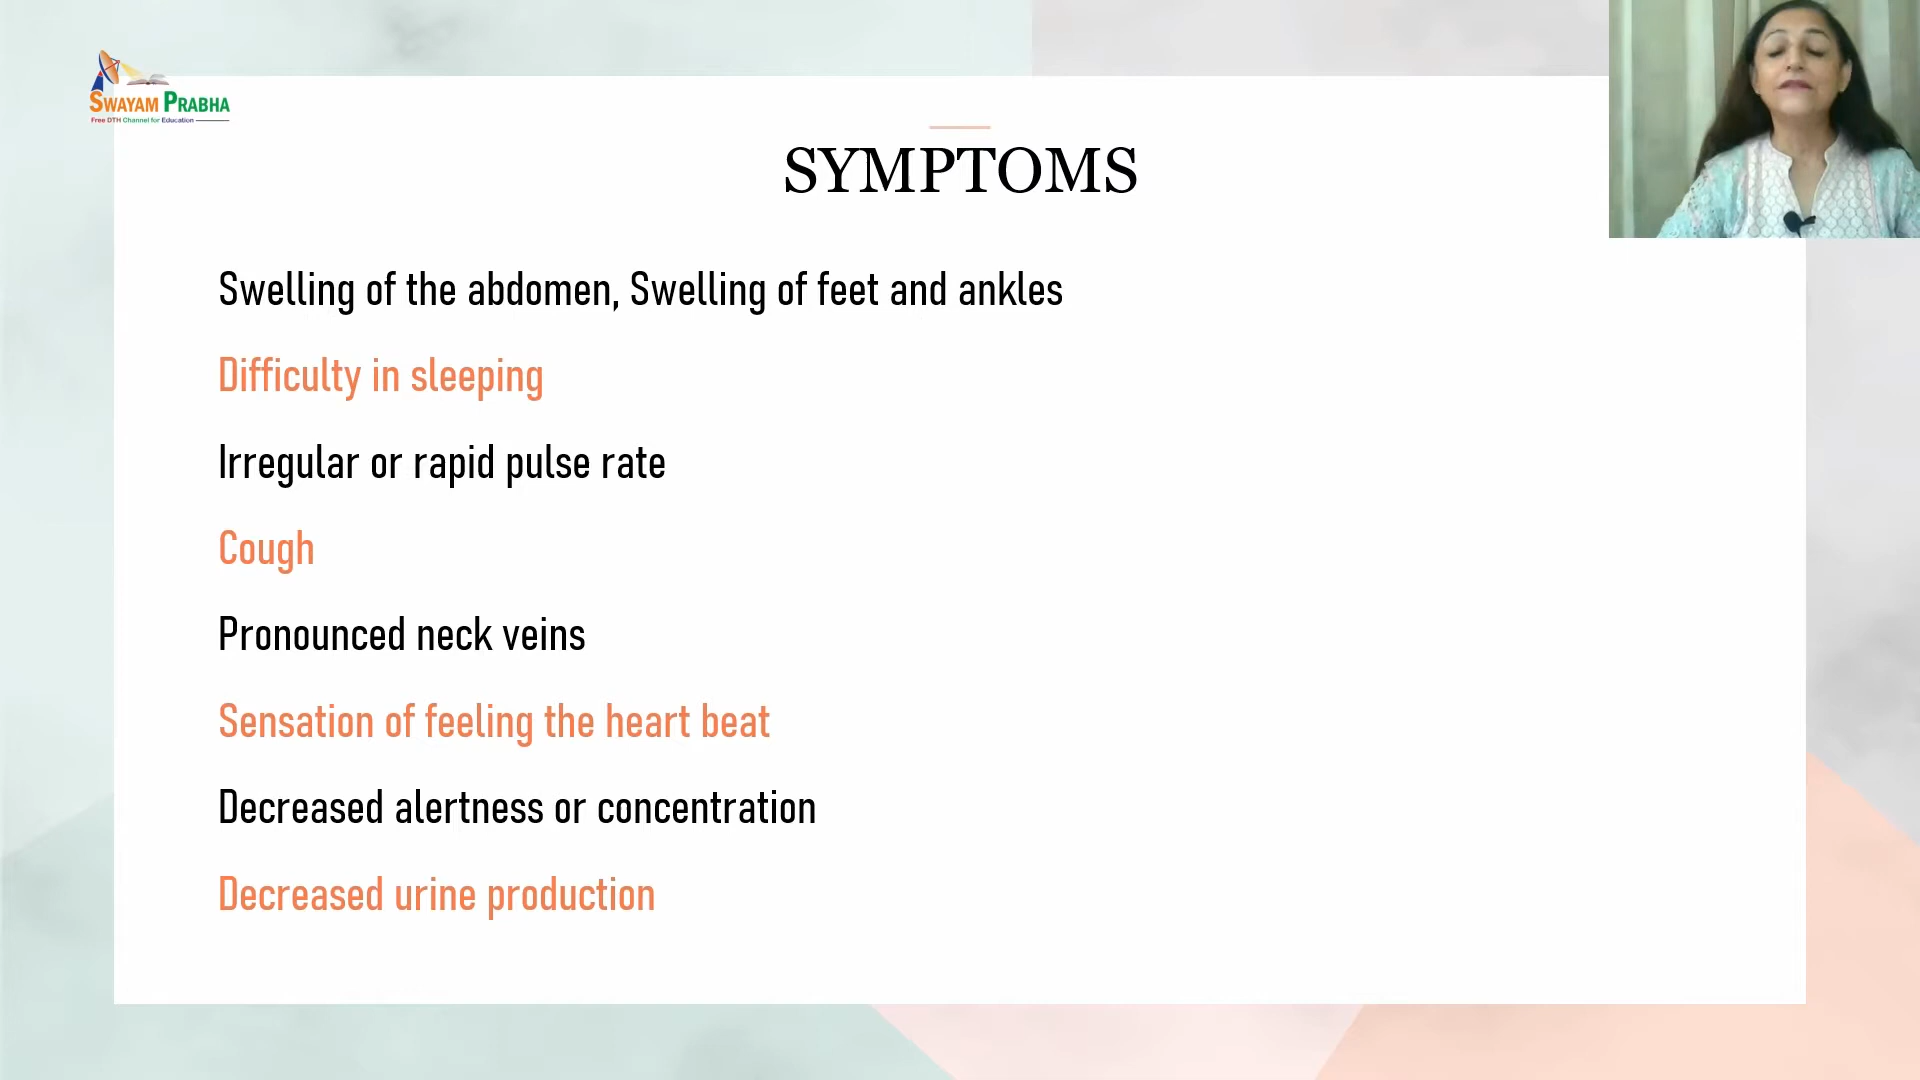 SWAYAM PRABHA
Free DTH Channel for Education
SYMPTOMS
Swelling of the abdomen, Swelling of feet and ankles
Difficulty in sleeping
Irregular or rapid pulse rate
Cough
Pronounced neck veins
Sensation of feeling the heart beat
Decreased alertness or concentration
Decreased urine production